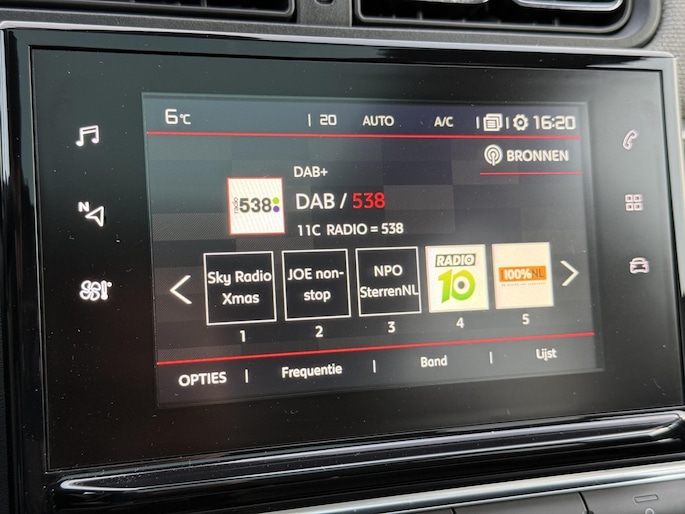 6°C | 20 AUTO A/C | | 16:20
BRONNEN
DAB+
radio 538
DAB / 538
11C RADIO = 538
N
Sky Radio
Xmas
JOE non-
stop
NPO
SterrenNL
RADIO
10
100%NL
1 2 3 4 5
OPTIES | Frequentie | Band | Lijst